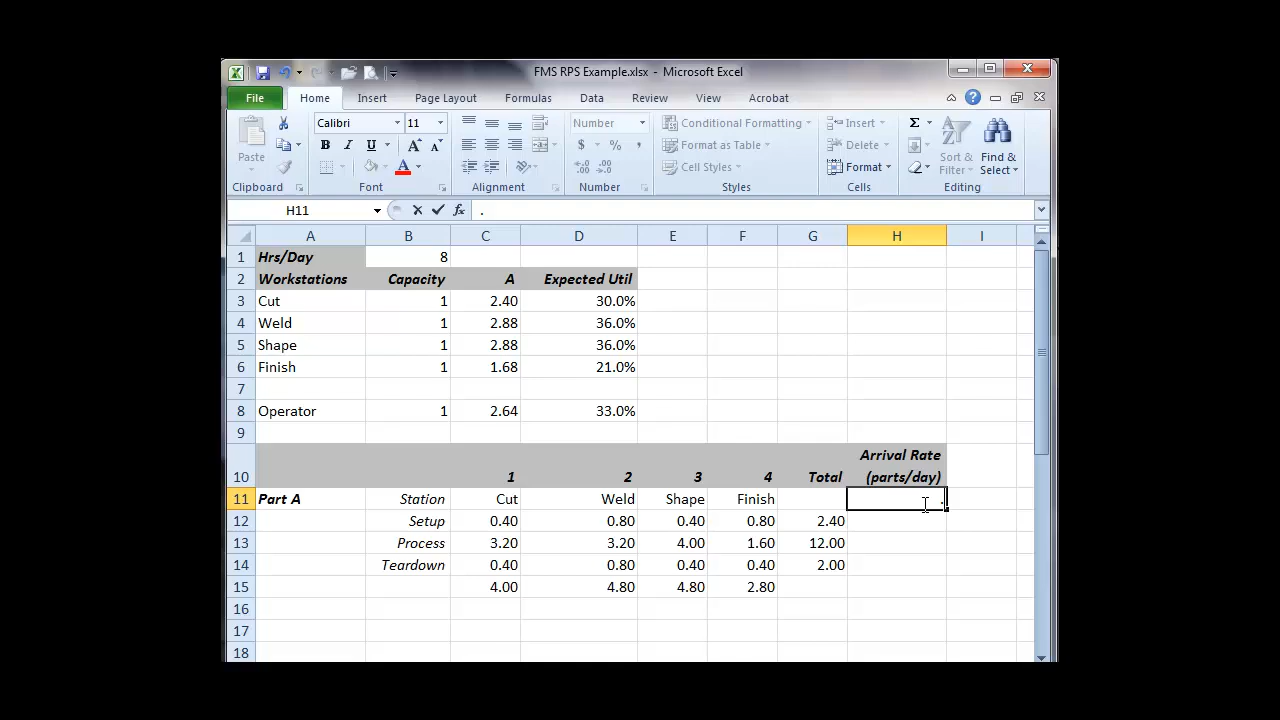 FMS RPS Example.xlsx - Microsoft Excel
File Home Insert Page Layout Formulas Data Review View Acrobat
Paste Calibri 11 Number Conditional Formatting Insert Σ
B I U A A $ % , Format as Table Delete Sort & Find &
A Cell Styles Format Filter Select
Clipboard Font Alignment Number Styles Cells Editing
H11 fx .
A B C D E F G H I
1 Hrs/Day 8
2 Workstations Capacity A Expected Util
3 Cut 1 2.40 30.0%
4 Weld 1 2.88 36.0%
5 Shape 1 2.88 36.0%
6 Finish 1 1.68 21.0%
7
8 Operator 1 2.64 33.0%
9
Arrival Rate
10 1 2 3 4 Total (parts/day)
11 Part A Station Cut Weld Shape Finish .
12 Setup 0.40 0.80 0.40 0.80 2.40
13 Process 3.20 3.20 4.00 1.60 12.00
14 Teardown 0.40 0.80 0.40 0.40 2.00
15 4.00 4.80 4.80 2.80
16
17
18